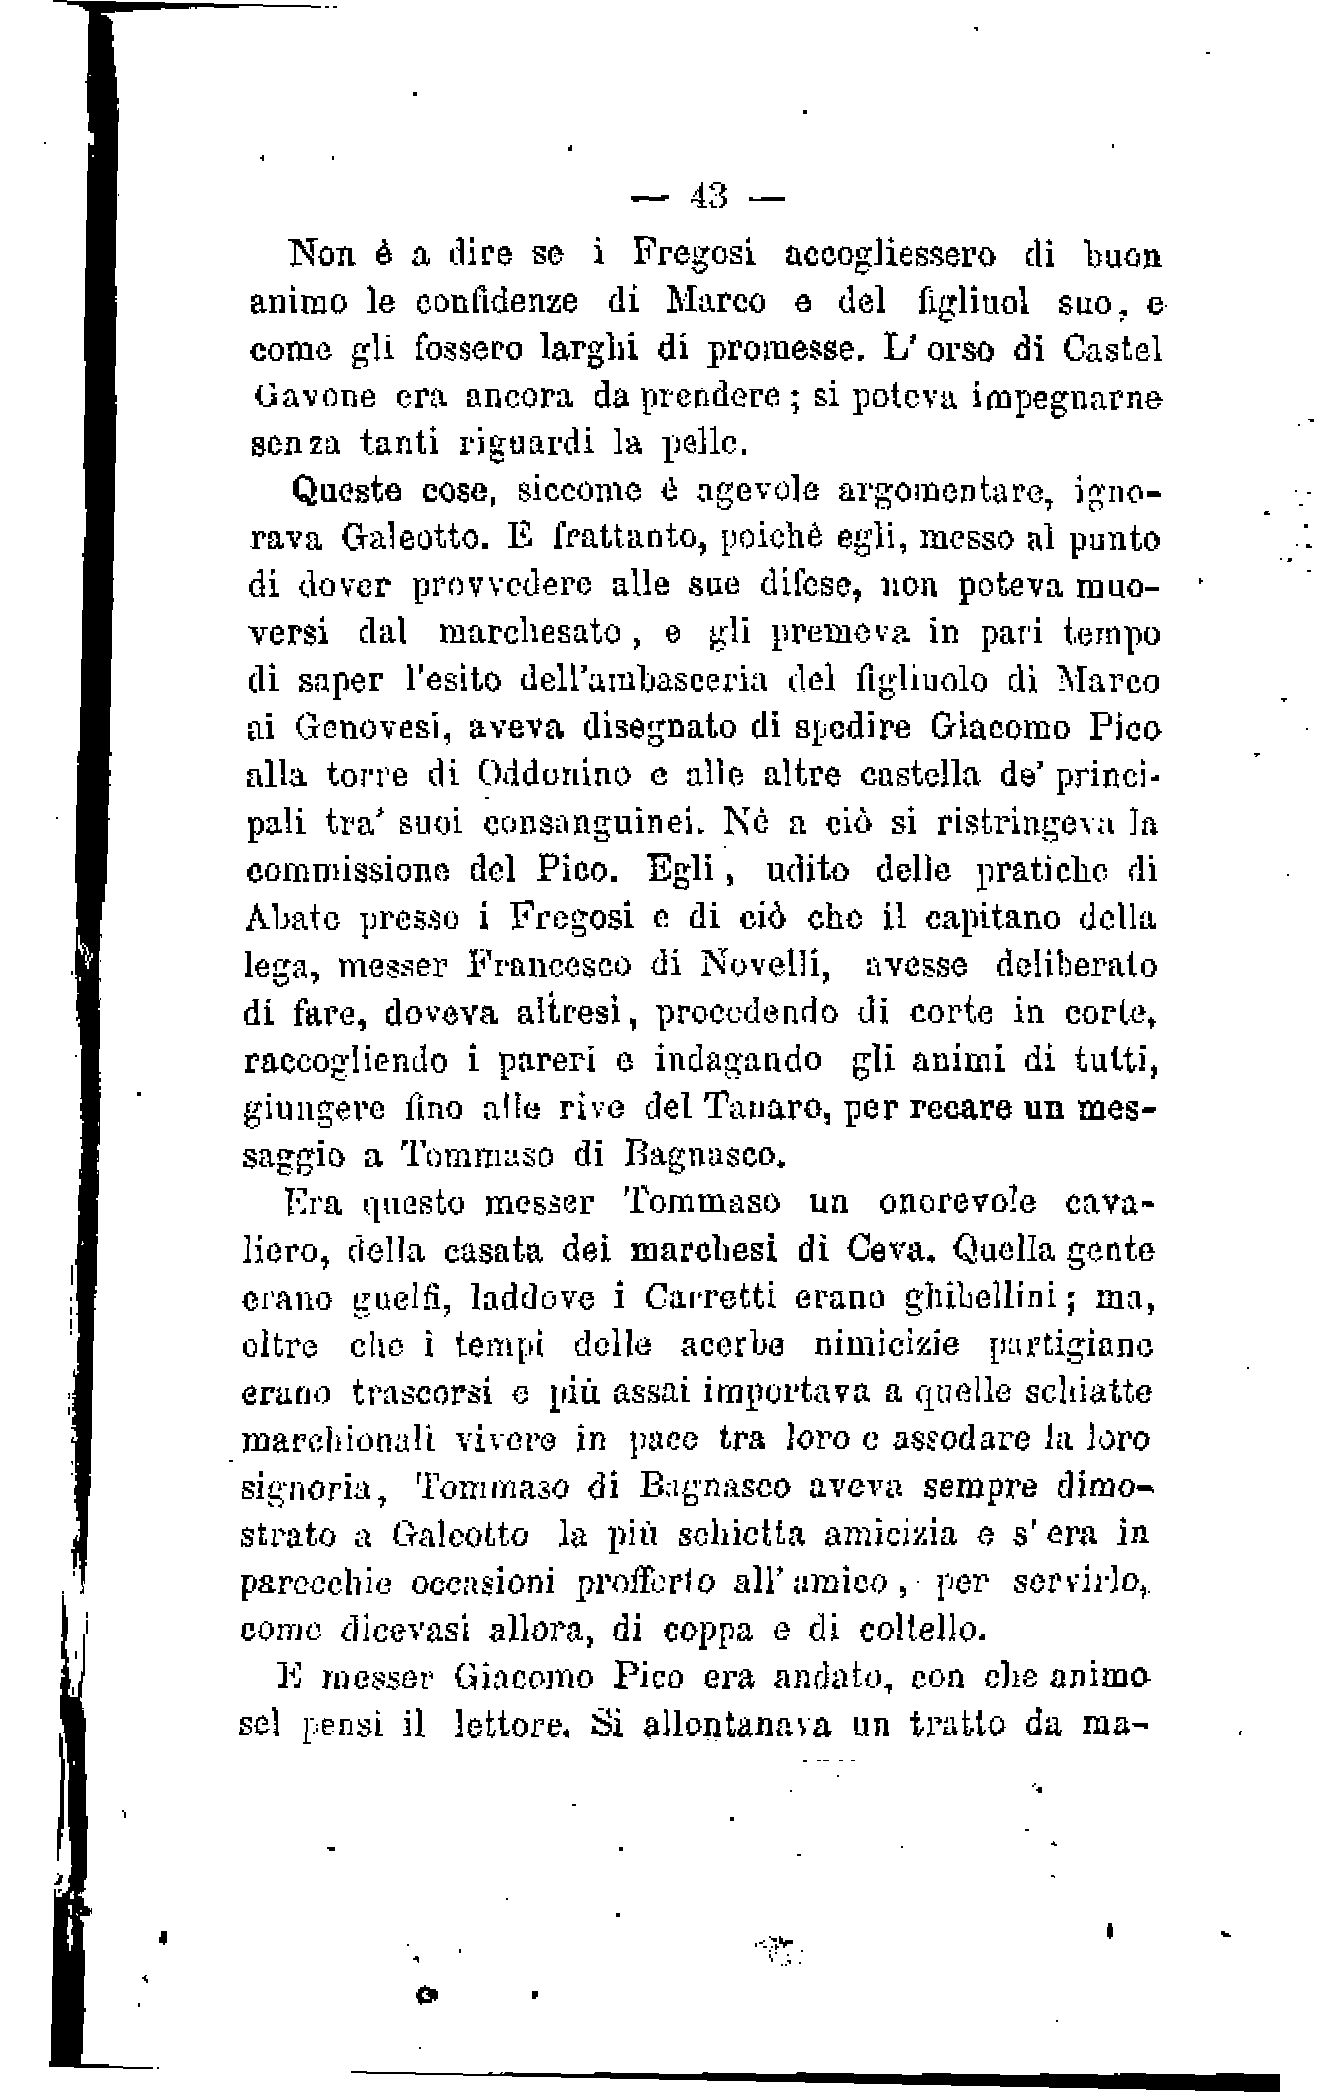 — 43 —
Non è a dire se i Fregosi accogliessero di buon
animo le confidenze di Marco e del figliuol suo, e
come gli fossero larghi di promesse. L' orso di Castel
Gavone era ancora da prendere ; si poteva impegnarne
senza tanti riguardi la pelle.
Queste cose, siccome è agevole argomentare, igno-
rava Galeotto. E frattanto, poichè egli, messo al punto
di dover provvedere alle sue difese, non poteva muo-
versi dal marchesato, e gli premeva in pari tempo
di saper l'esito dell'ambasceria del figliuolo di Marco
ai Genovesi, aveva disegnato di spedire Giacomo Pico
alla torre di Oddonino e alle altre castella de' princi-
pali tra' suoi consanguinei. Nè a ciò si ristringeva la
commissione del Pico. Egli, udito delle pratiche di
Abate presso i Fregosi e di ciò che il capitano della
lega, messer Francesco di Novelli, avesse deliberato
di fare, doveva altresì, procedendo di corte in corte,
raccogliendo i pareri e indagando gli animi di tutti,
giungere fino alle rive del Tanaro, per recare un mes-
saggio a Tommaso di Bagnasco.
Era questo messer Tommaso un onorevole cava-
liero, della casata dei marchesi di Ceva. Quella gente
erano guelfi, laddove i Carretti erano ghibellini ; ma,
oltre che i tempi delle acerbe nimicizie partigiane
erano trascorsi e più assai importava a quelle schiatte
marchionali vivere in pace tra loro e assodare la loro
signoria, Tommaso di Bagnasco aveva sempre dimo-
strato a Galeotto la più schietta amicizia e s' era in
parecchie occasioni profferto all' amico, per servirlo,
come dicevasi allora, di coppa e di coltello.
E messer Giacomo Pico era andato, con che animo
sel pensi il lettore. Si allontanava un tratto da ma-